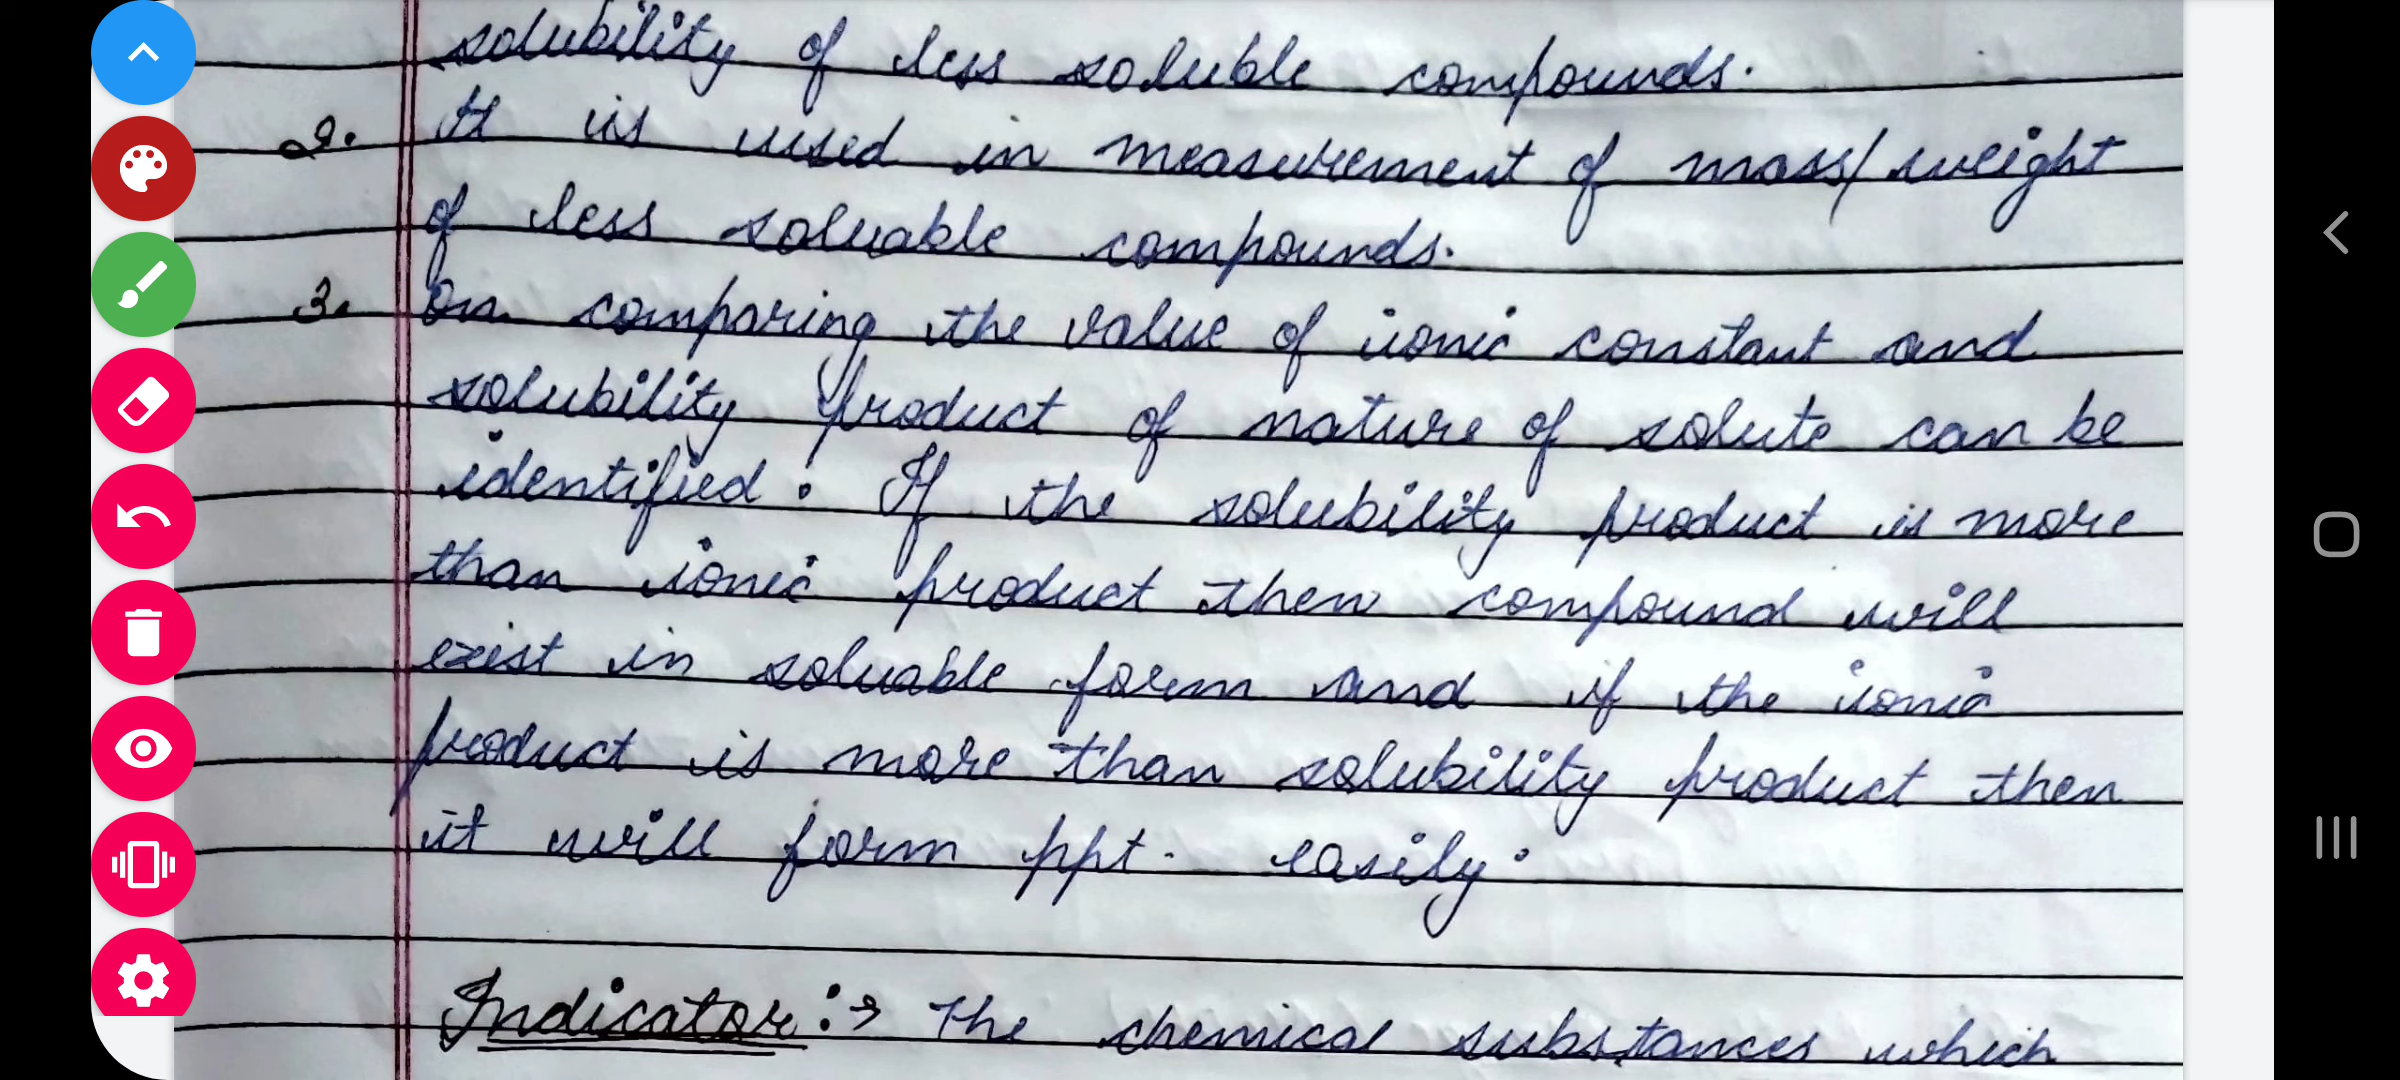 solubility of less soluble compounds.
2. It is used in measurement of mass/weight
of less soluable compounds.
3. On comparing the value of ionic constant and
solubility product of nature of solute can be
identified. If the solubility product is more
than ionic product then compound will
exist in soluable form and if the ionic
product is more than solubility product then
it will form ppt. easily.
Indicator :→ The chemical substances which